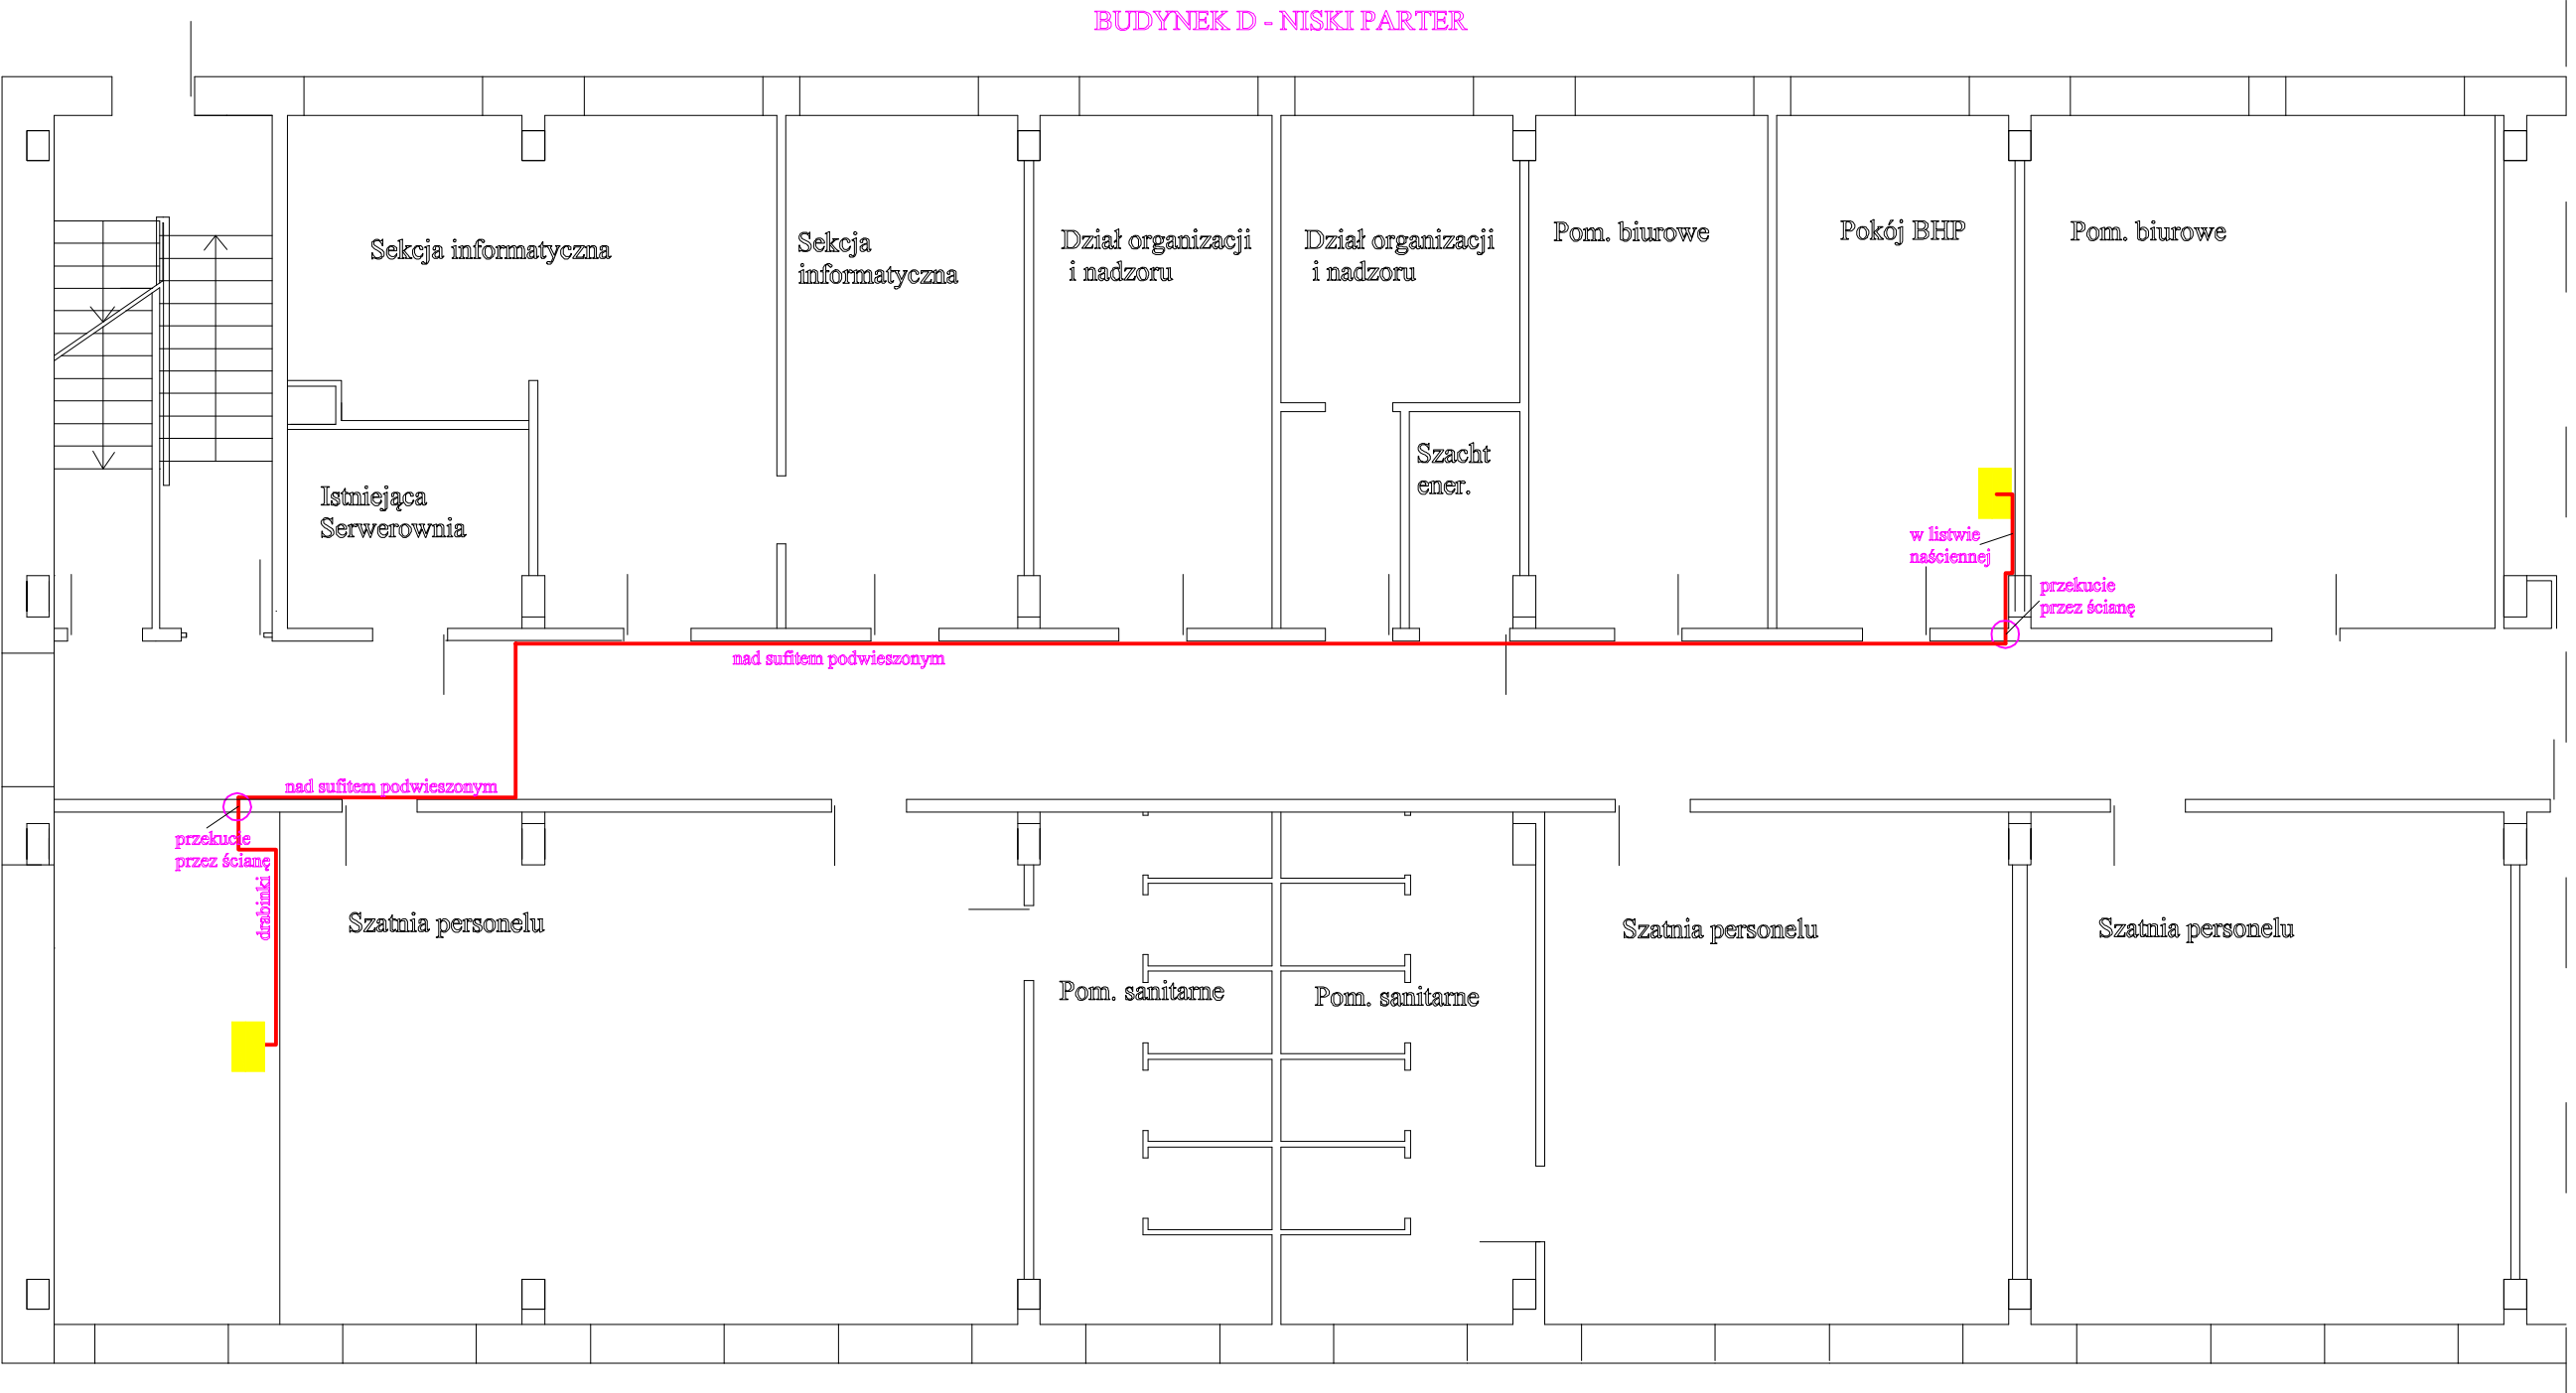 BUDYNEK D - NISKI PARTER
Sekcja informatyczna
Sekcja
informatyczna
Dział organizacji
i nadzoru
Dział organizacji
i nadzoru
Pom. biurowe
Pokój BHP
Pom. biurowe
Szacht
ener.
Istniejąca
Serwerownia
w listwie
naściennej
przekucie
przez ścianę
nad sufitem podwieszonym
nad sufitem podwieszonym
przekucie
przez ścianę
drabinki
Szatnia personelu
Pom. sanitarne
Pom. sanitarne
Szatnia personelu
Szatnia personelu